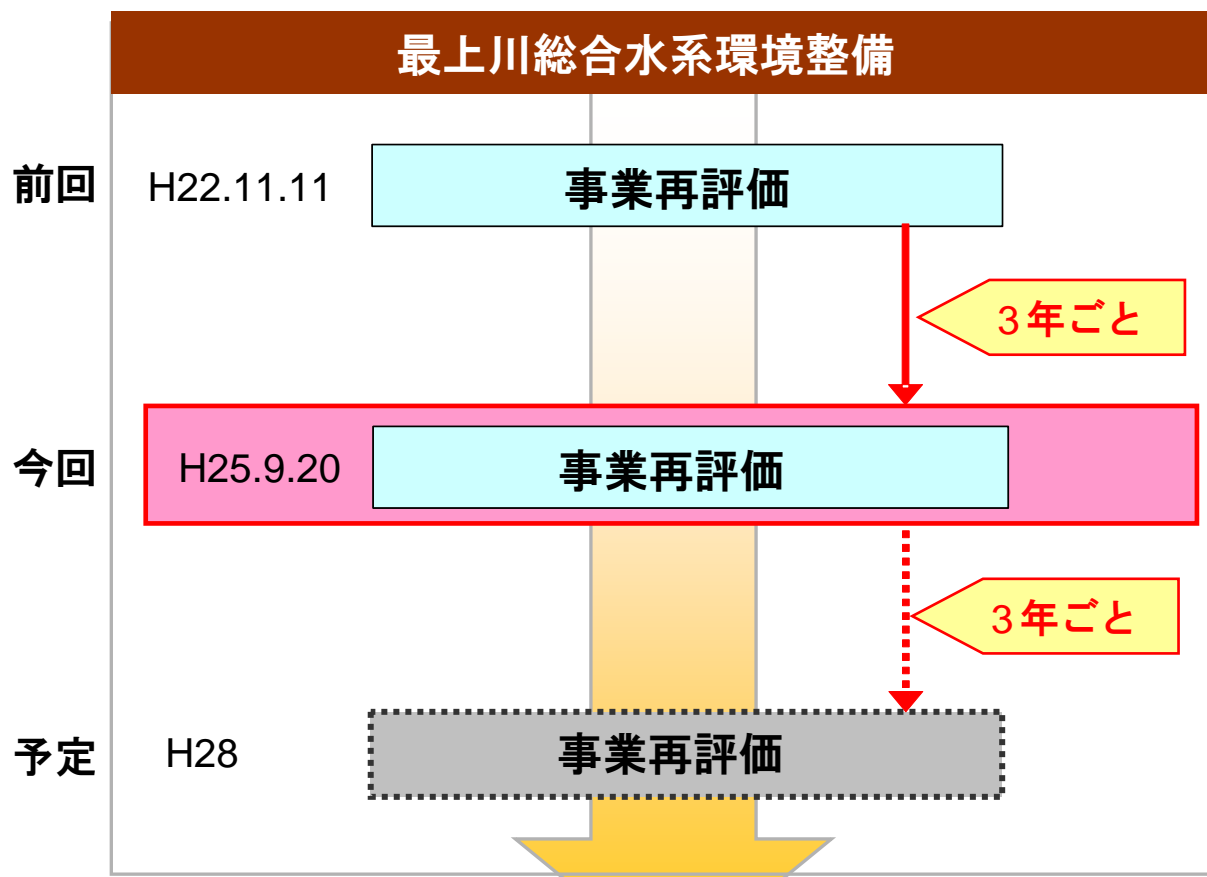 最上川総合水系環境整備
前回 H22.11.11 事業再評価
3年ごと
今回 H25.9.20 事業再評価
3年ごと
予定 H28 事業再評価